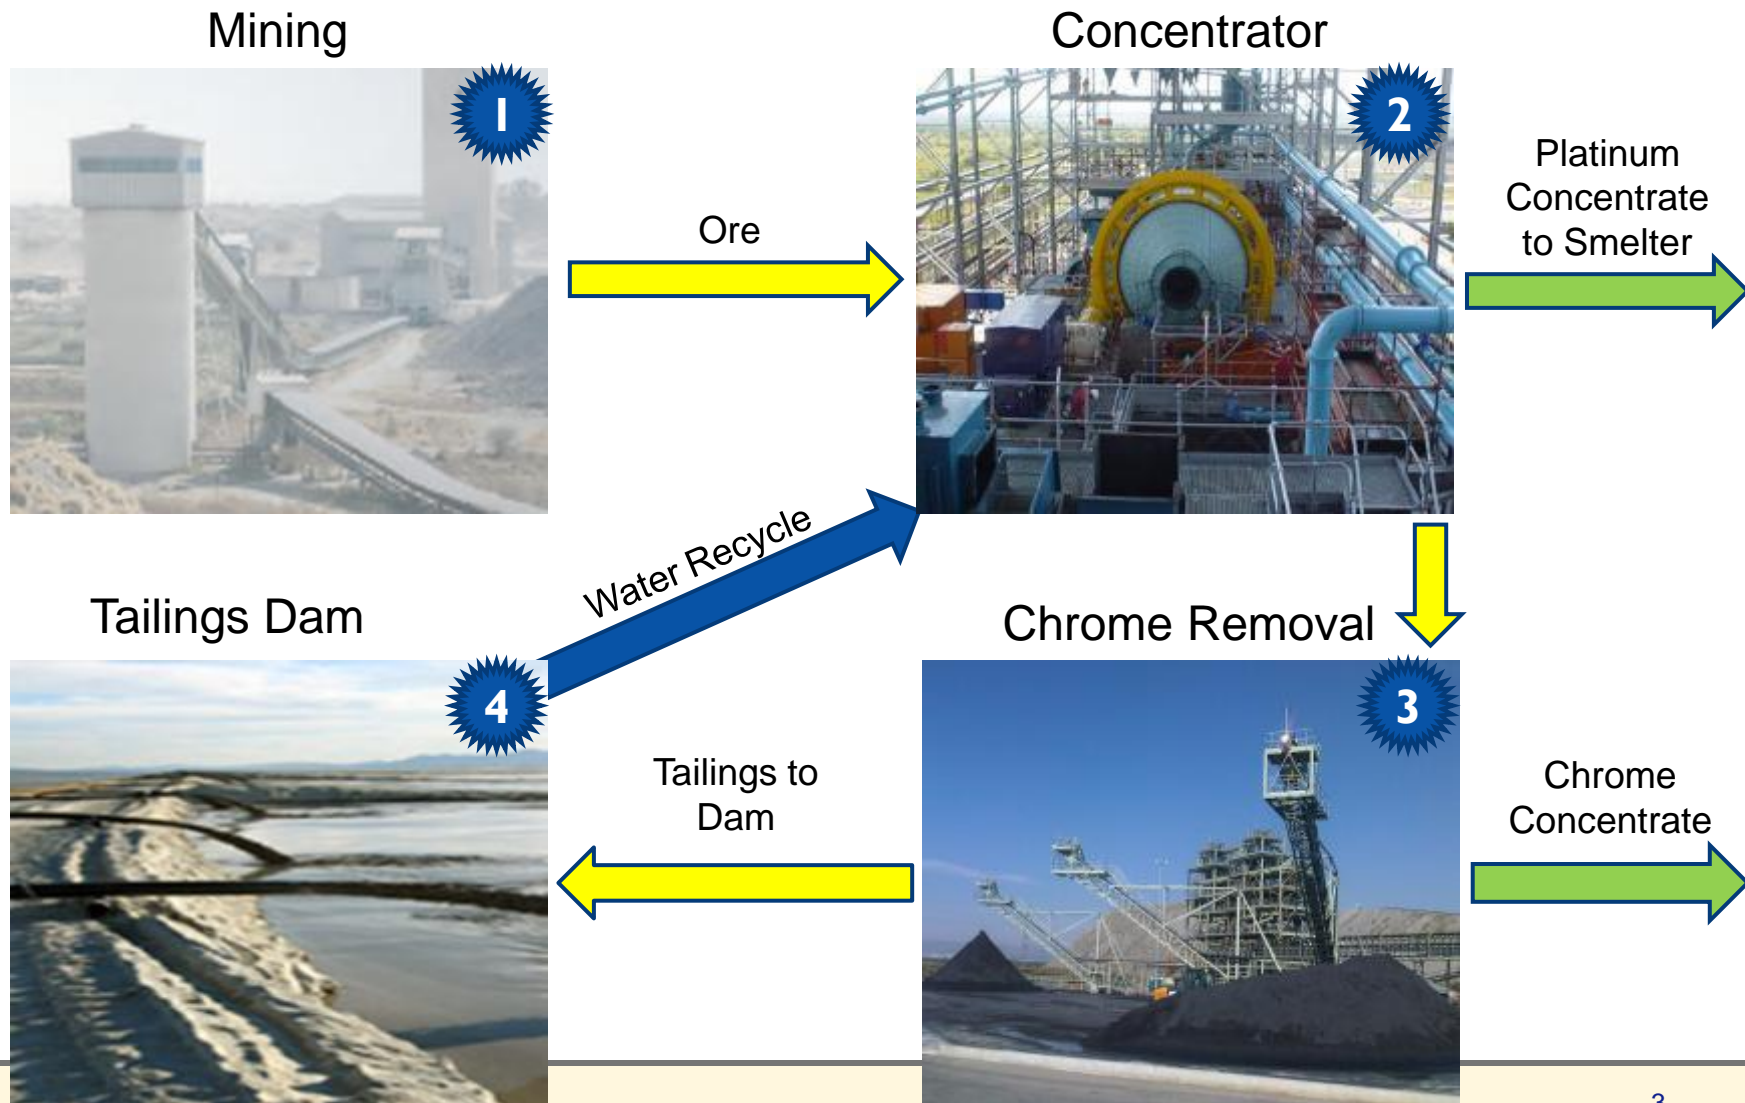 Mining
Concentrator
1
2
Platinum
Concentrate
to Smelter
Ore
Water Recycle
Tailings Dam
Chrome Removal
4
3
Tailings to
Dam
Chrome
Concentrate
3